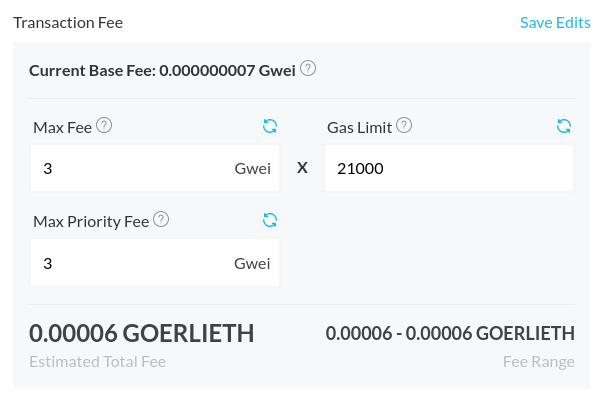 Transaction Fee
Save Edits
Current Base Fee: 0.000000007 Gwei ?
Max Fee ?
Gas Limit ?
3 Gwei X 21000
Max Priority Fee ?
3 Gwei
0.00006 GOERLIETH
0.00006 - 0.00006 GOERLIETH
Estimated Total Fee
Fee Range